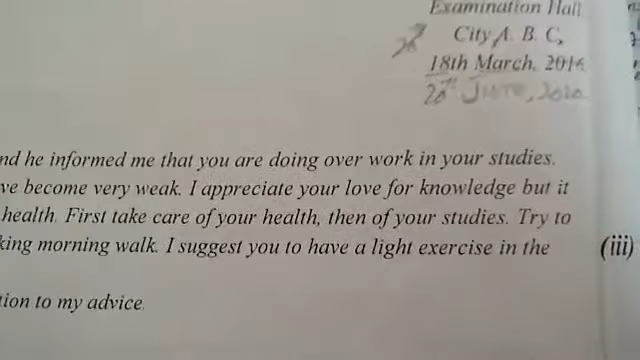 Examination Hall
City A. B. C,
18th March, 2016
20th June, 2020
nd he informed me that you are doing over work in your studies.
ve become very weak. I appreciate your love for knowledge but it
health. First take care of your health, then of your studies. Try to
king morning walk. I suggest you to have a light exercise in the
(iii)
tion to my advice.